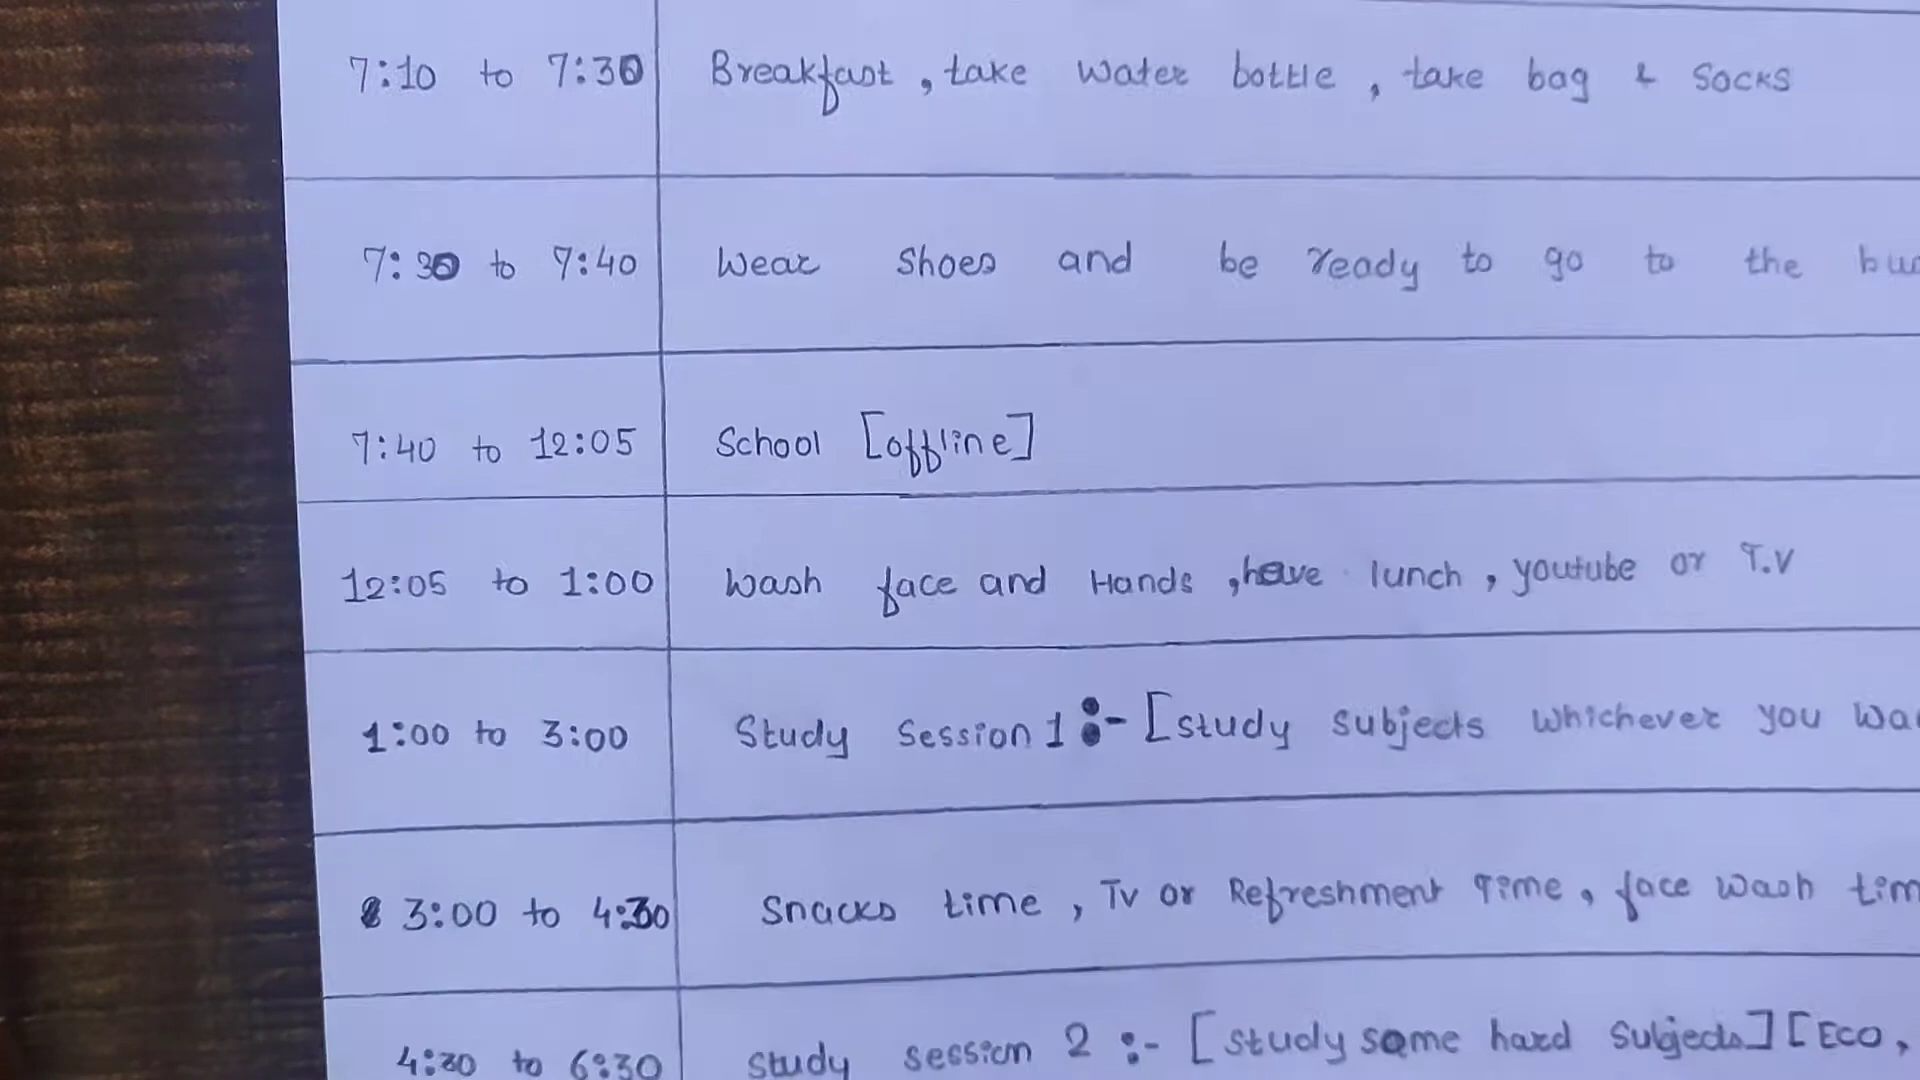 7:10 to 7:30 Breakfast , take water bottle , take bag & socks
7:30 to 7:40 Wear shoes and be ready to go to the
7:40 to 12:05 School [offline]
12:05 to 1:00 Wash face and Hands , have lunch , youtube or T.V
1:00 to 3:00 Study Session 1 :- [study subjects whichever you
3:00 to 4:30 Snacks time , Tv or Refreshment Time , face wash
4:30 to 6:30 Study session 2 :- [study some hard subjects] [Eco,